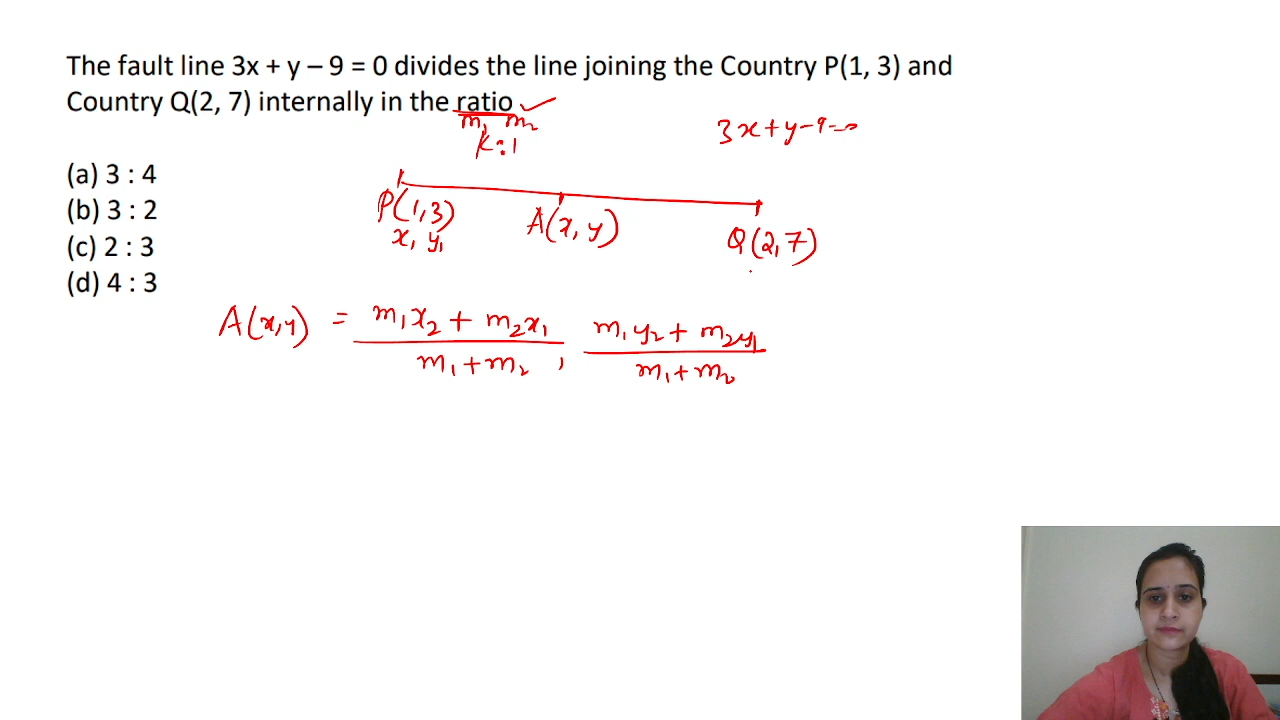 The fault line 3x + y – 9 = 0 divides the line joining the Country P(1, 3) and
Country Q(2, 7) internally in the ratio
m₁ m₂
K:1
3x+y-9=0
(a) 3 : 4
(b) 3 : 2
(c) 2 : 3
(d) 4 : 3
P(1,3)
x, y₁
A(x, y)
Q(2,7)
A(x,y) = m₁x₂ + m₂x₁ / m₁+m₂ , m₁y₂ + m₂y₁ / m₁+m₂